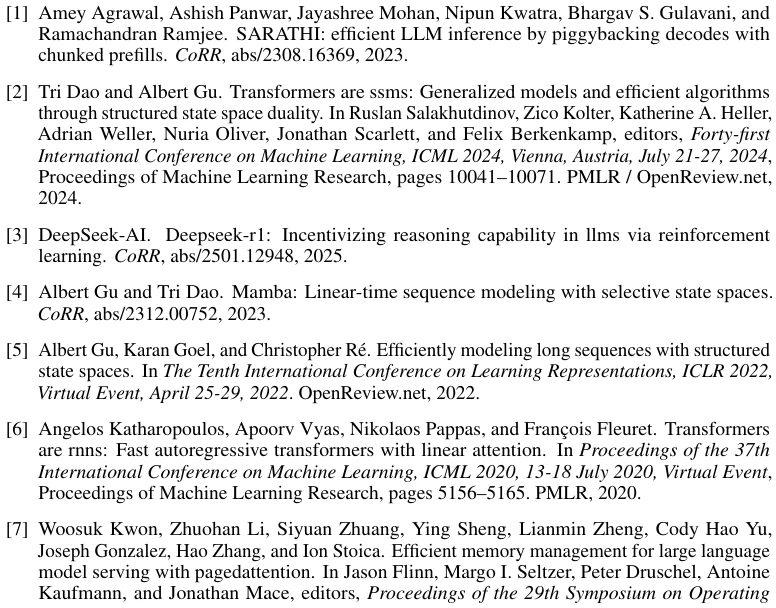 [1] Amey Agrawal, Ashish Panwar, Jayashree Mohan, Nipun Kwatra, Bhargav S. Gulavani, and
Ramachandran Ramjee. SARATHI: efficient LLM inference by piggybacking decodes with
chunked prefills. CoRR, abs/2308.16369, 2023.
[2] Tri Dao and Albert Gu. Transformers are ssms: Generalized models and efficient algorithms
through structured state space duality. In Ruslan Salakhutdinov, Zico Kolter, Katherine A. Heller,
Adrian Weller, Nuria Oliver, Jonathan Scarlett, and Felix Berkenkamp, editors, Forty-first
International Conference on Machine Learning, ICML 2024, Vienna, Austria, July 21-27, 2024,
Proceedings of Machine Learning Research, pages 10041–10071. PMLR / OpenReview.net,
2024.
[3] DeepSeek-AI. Deepseek-r1: Incentivizing reasoning capability in llms via reinforcement
learning. CoRR, abs/2501.12948, 2025.
[4] Albert Gu and Tri Dao. Mamba: Linear-time sequence modeling with selective state spaces.
CoRR, abs/2312.00752, 2023.
[5] Albert Gu, Karan Goel, and Christopher Ré. Efficiently modeling long sequences with structured
state spaces. In The Tenth International Conference on Learning Representations, ICLR 2022,
Virtual Event, April 25-29, 2022. OpenReview.net, 2022.
[6] Angelos Katharopoulos, Apoorv Vyas, Nikolaos Pappas, and François Fleuret. Transformers
are rnns: Fast autoregressive transformers with linear attention. In Proceedings of the 37th
International Conference on Machine Learning, ICML 2020, 13-18 July 2020, Virtual Event,
Proceedings of Machine Learning Research, pages 5156–5165. PMLR, 2020.
[7] Woosuk Kwon, Zhuohan Li, Siyuan Zhuang, Ying Sheng, Lianmin Zheng, Cody Hao Yu,
Joseph Gonzalez, Hao Zhang, and Ion Stoica. Efficient memory management for large language
model serving with pagedattention. In Jason Flinn, Margo I. Seltzer, Peter Druschel, Antoine
Kaufmann, and Jonathan Mace, editors, Proceedings of the 29th Symposium on Operating